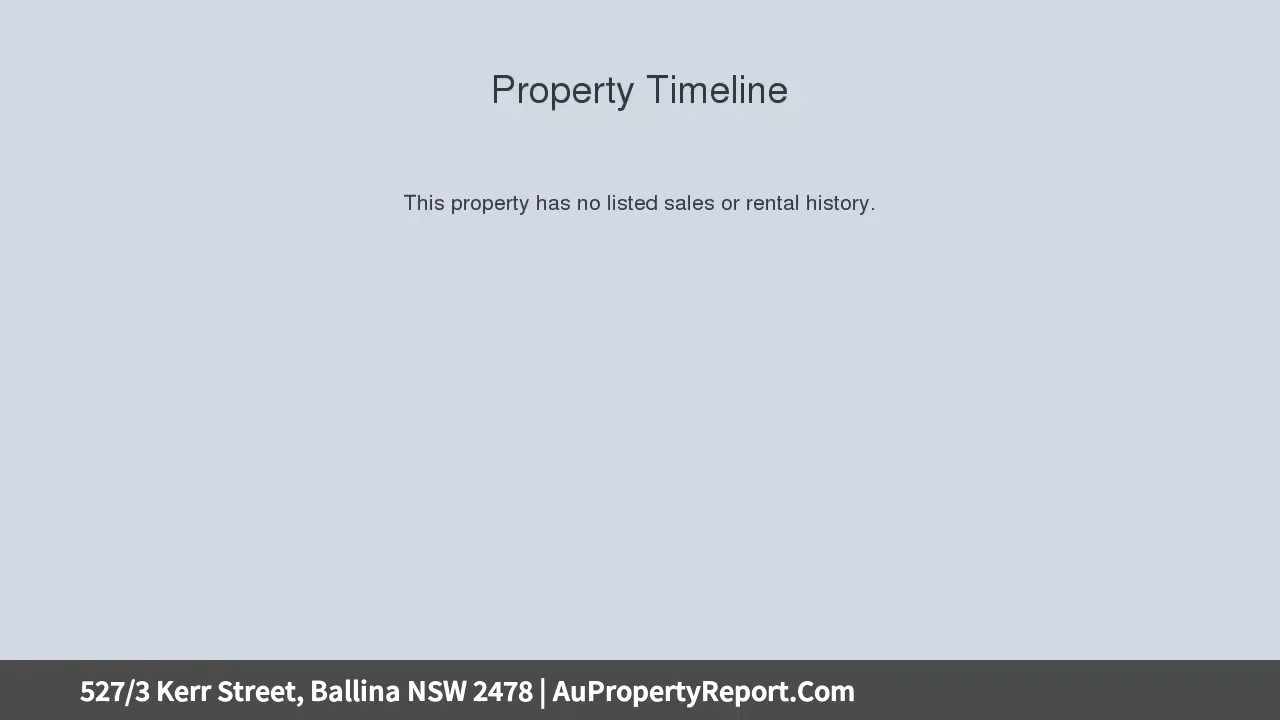 Property Timeline
This property has no listed sales or rental history.
527/3 Kerr Street, Ballina NSW 2478 | AuPropertyReport.Com